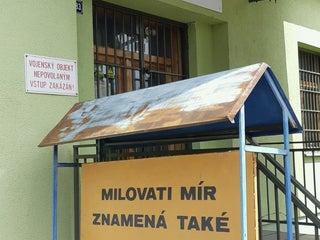 VOJENSKÝ OBJEKT
NEPOVOLANÝM
VSTUP ZAKÁZÁN!
MILOVATI MÍR
ZNAMENÁ TAKÉ